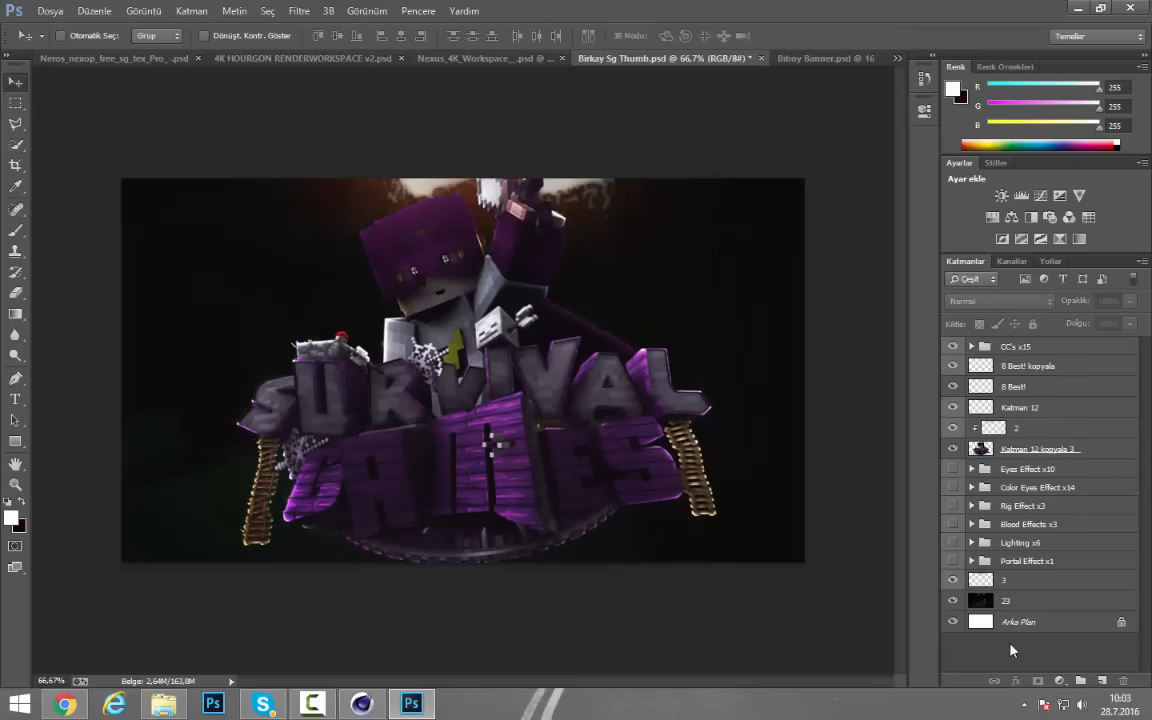 Ps Dosya Düzenle Görüntü Katman Metin Seç Filtre 3B Görünüm Pencere Yardım
Otomatik Seç: Grup Dönüşt. Kontr. Göster 3B Modu: Temeller
Neros_nexop_free_sg_tex_Pro_-.psd × 4K HOURGON RENDERWORKSPACE v2.psd × Nexus_4K_Workspace_.psd @ ... × Birkay Sg Thumb.psd @ 66,7% (RGB/8#) * × Biboy Banner.psd @ 16
Renk Renk Örnekleri
R 255
G 255
B 255
Ayarlar Stiller
Ayar ekle
Katmanlar Kanallar Yollar
Çeşit
Normal Opaklık:
Kilitle: Dolgu:
CC's x15
8 Best! kopyala
8 Best!
Katman 12
2
Katman 12 kopyala 3
Eyes Effect x10
Color Eyes Effect x14
Rig Effect x3
Blood Effects x3
Lighting x6
Portal Effect x1
3
23
Arka Plan
SURVIVAL
GAMES
66,67% Belge: 2,64M/163,8M
10:03
28.7.2016